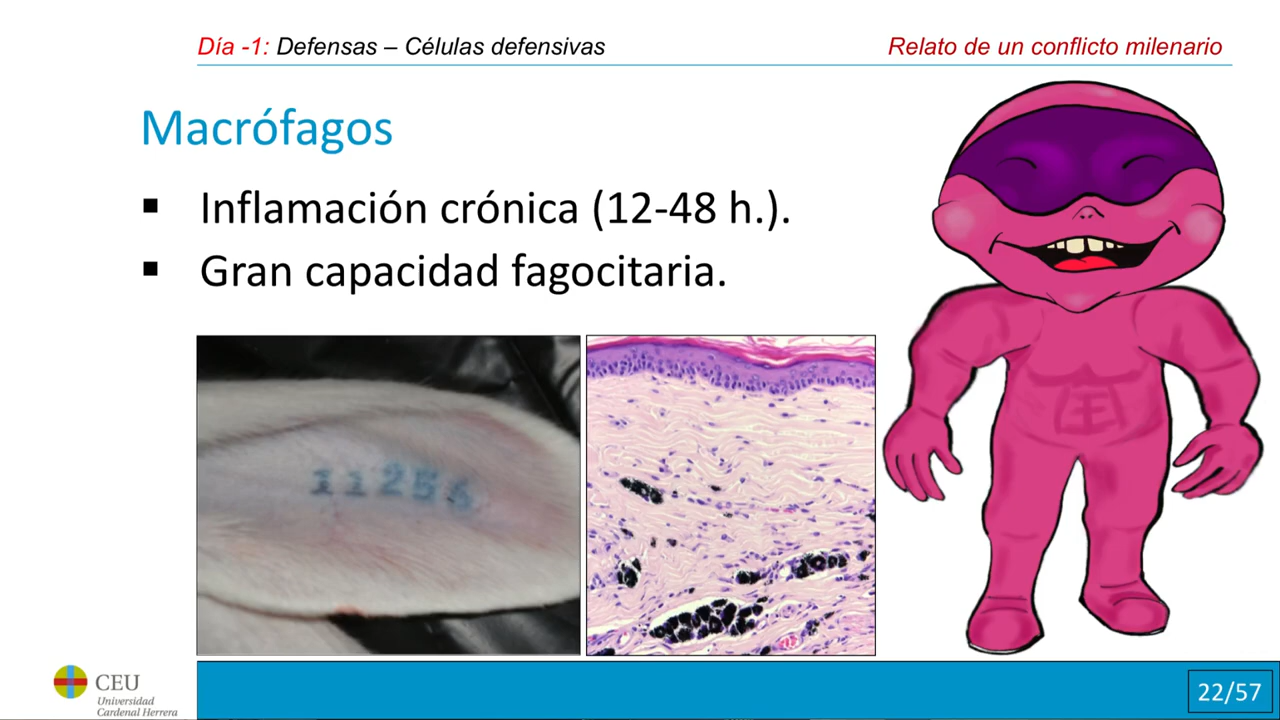 Día -1: Defensas – Células defensivas
Relato de un conflicto milenario
Macrófagos
▪ Inflamación crónica (12-48 h.).
▪ Gran capacidad fagocitaria.
11256
CEU
Universidad
Cardenal Herrera
22/57